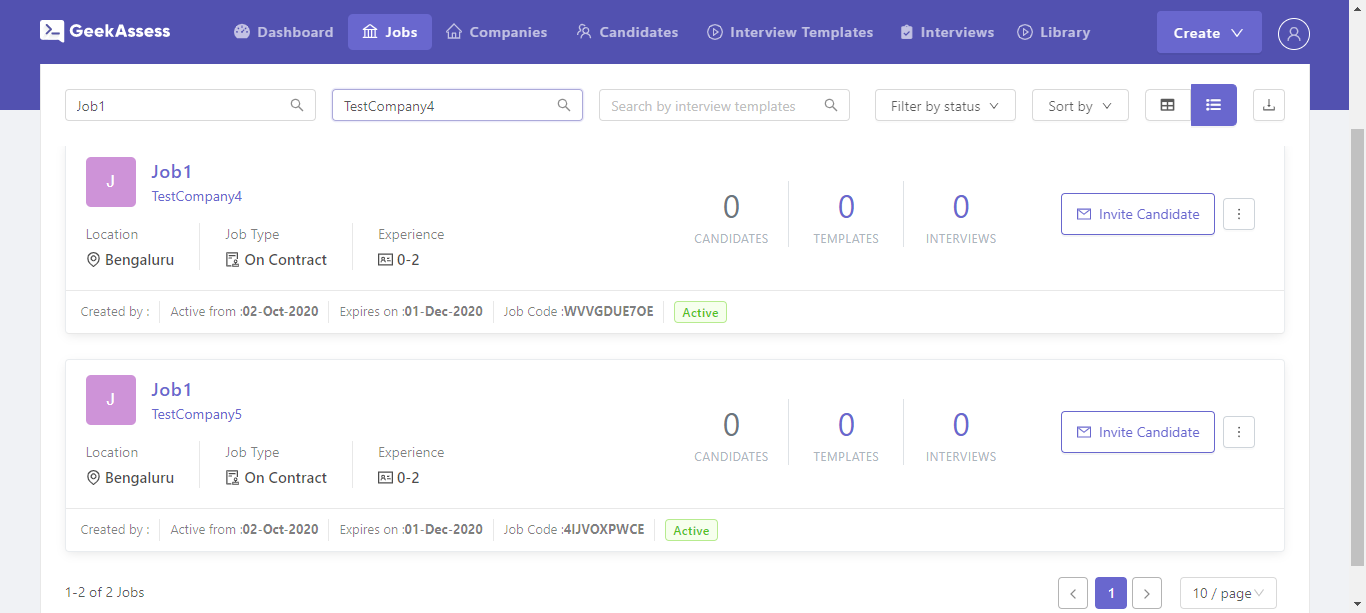 GeekAssess Dashboard Jobs Companies Candidates Interview Templates Interviews Library Create
Job1 TestCompany4 Search by interview templates Filter by status Sort by
J Job1
TestCompany4
0 0 0 Invite Candidate
CANDIDATES TEMPLATES INTERVIEWS
Location Job Type Experience
Bengaluru On Contract 0-2
Created by : Active from :02-Oct-2020 Expires on :01-Dec-2020 Job Code :WVVGDUE7OE Active
J Job1
TestCompany5
0 0 0 Invite Candidate
CANDIDATES TEMPLATES INTERVIEWS
Location Job Type Experience
Bengaluru On Contract 0-2
Created by : Active from :02-Oct-2020 Expires on :01-Dec-2020 Job Code :4IJVOXPWCE Active
1-2 of 2 Jobs < 1 > 10 / page